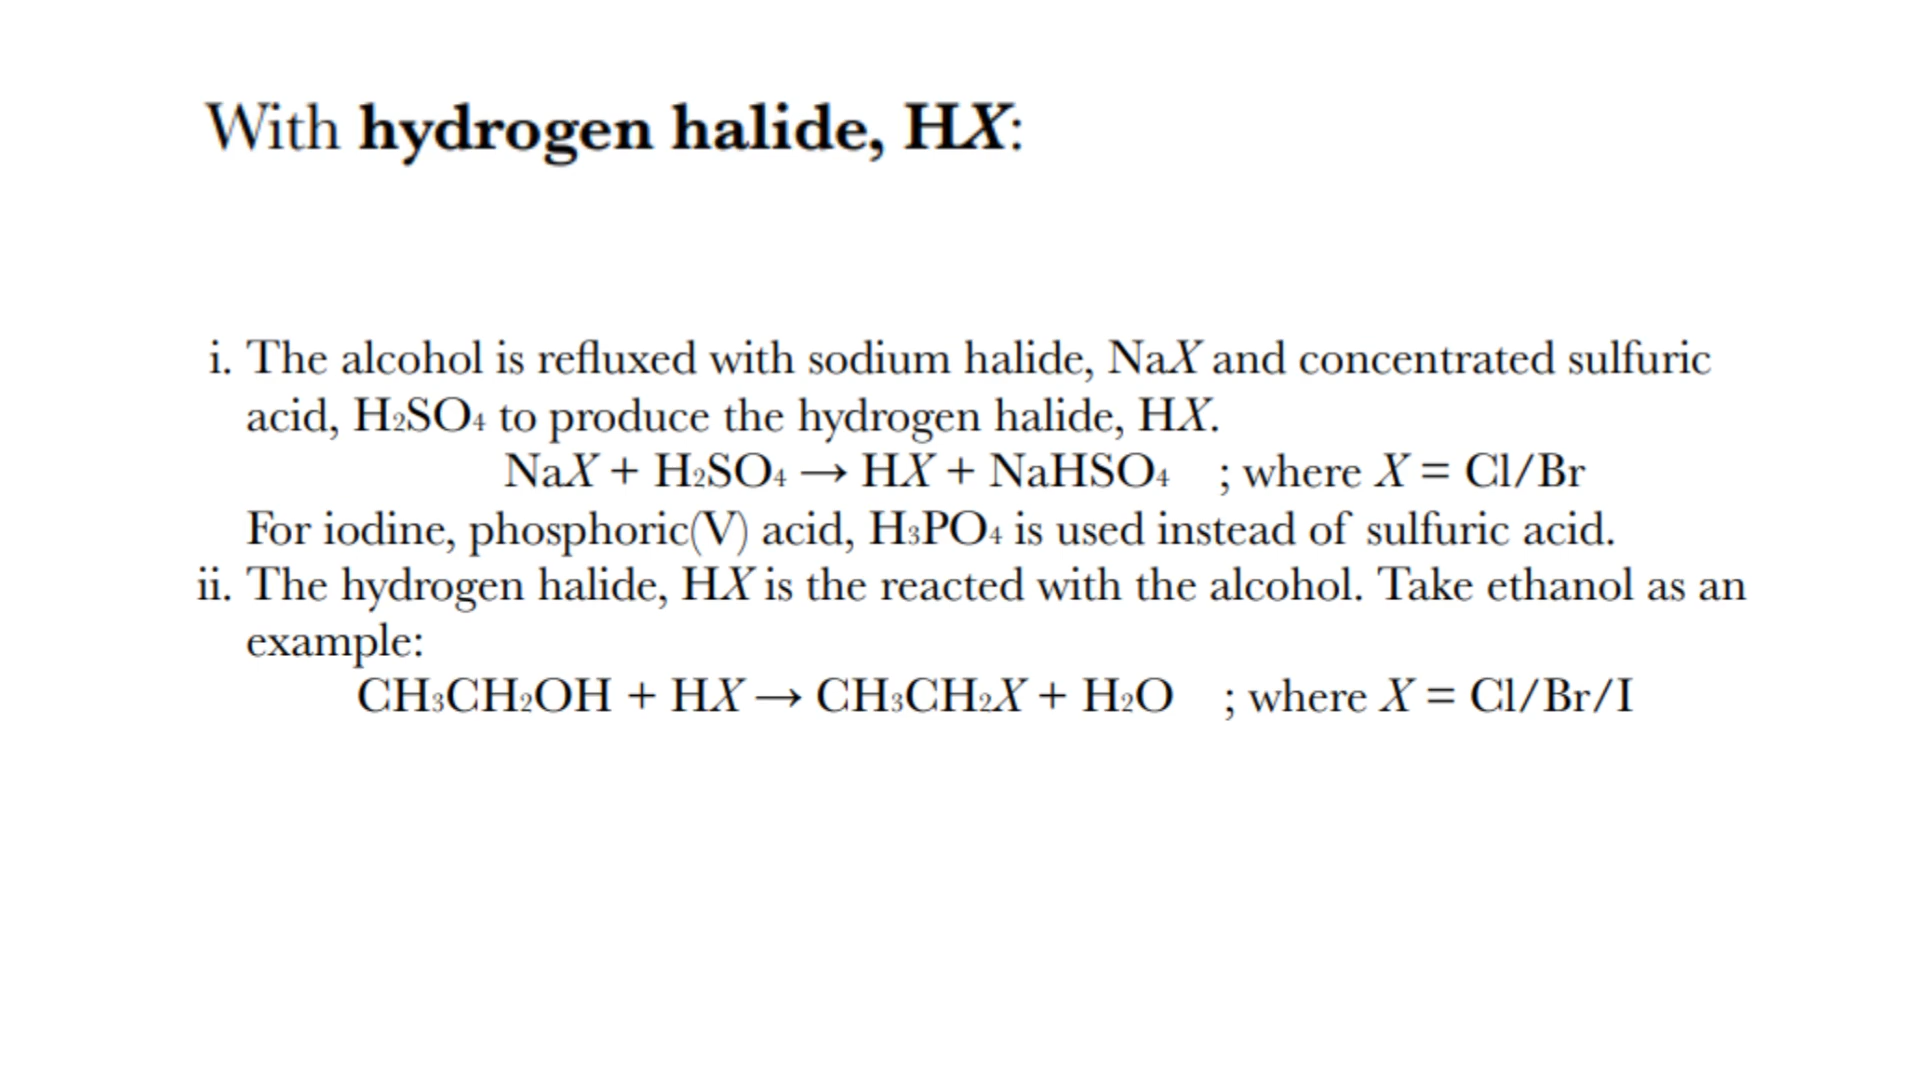 With hydrogen halide, HX:
i. The alcohol is refluxed with sodium halide, NaX and concentrated sulfuric
acid, H₂SO₄ to produce the hydrogen halide, HX.
NaX + H₂SO₄ → HX + NaHSO₄ ; where X = Cl/Br
For iodine, phosphoric(V) acid, H₃PO₄ is used instead of sulfuric acid.
ii. The hydrogen halide, HX is the reacted with the alcohol. Take ethanol as an
example:
CH₃CH₂OH + HX → CH₃CH₂X + H₂O ; where X = Cl/Br/I